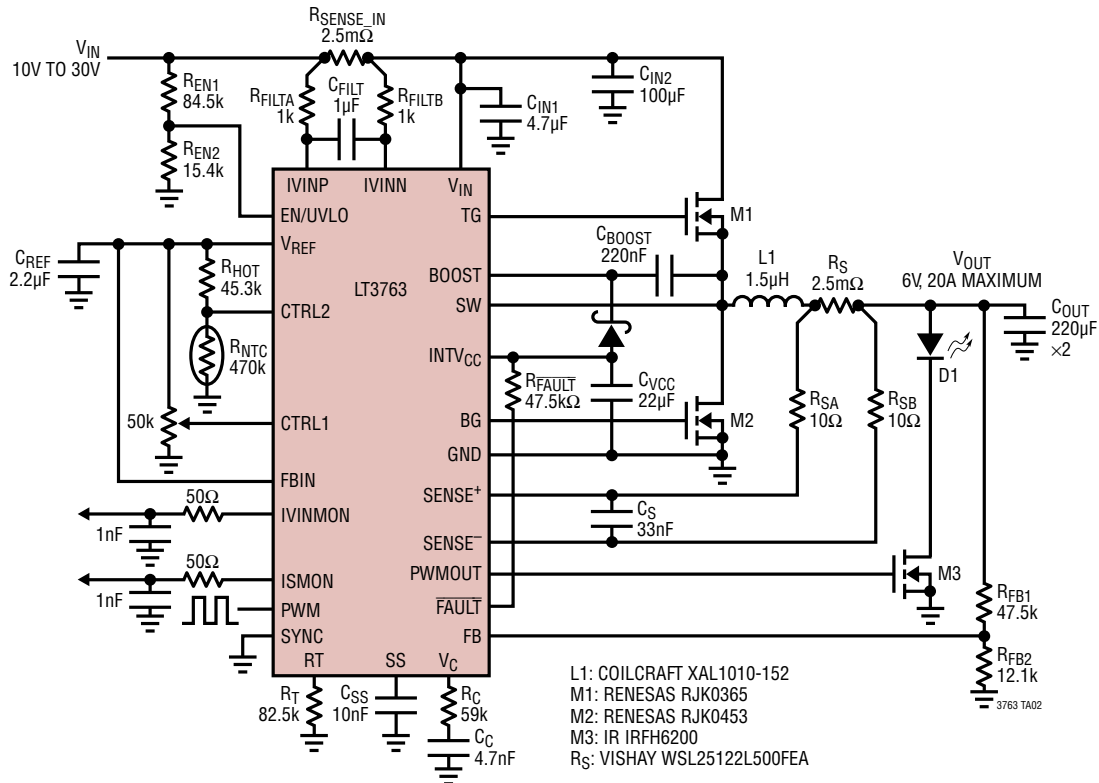 RSENSE_IN
2.5mΩ
VIN
10V TO 30V
REN1
84.5k
RFILTA
1k
CFILT
1µF
RFILTB
1k
CIN1
4.7µF
CIN2
100µF
REN2
15.4k
IVINP
IVINN
VIN
EN/UVLO
TG
M1
CREF
2.2µF
VREF
RHOT
45.3k
LT3763
BOOST
CBOOST
220nF
L1
1.5µH
RS
2.5mΩ
VOUT
6V, 20A MAXIMUM
CTRL2
SW
COUT
220µF
×2
RNTC
470k
INTVCC
D1
RFAULT
47.5kΩ
CVCC
22µF
RSA
10Ω
RSB
10Ω
50k
CTRL1
BG
M2
GND
FBIN
SENSE+
50Ω
IVINMON
1nF
CS
33nF
SENSE–
50Ω
ISMON
PWMOUT
M3
1nF
PWM
FAULT
RFB1
47.5k
SYNC
FB
RT
SS
VC
RFB2
12.1k
RT
82.5k
CSS
10nF
RC
59k
CC
4.7nF
L1: COILCRAFT XAL1010-152
M1: RENESAS RJK0365
M2: RENESAS RJK0453
M3: IR IRFH6200
RS: VISHAY WSL25122L500FEA
3763 TA02